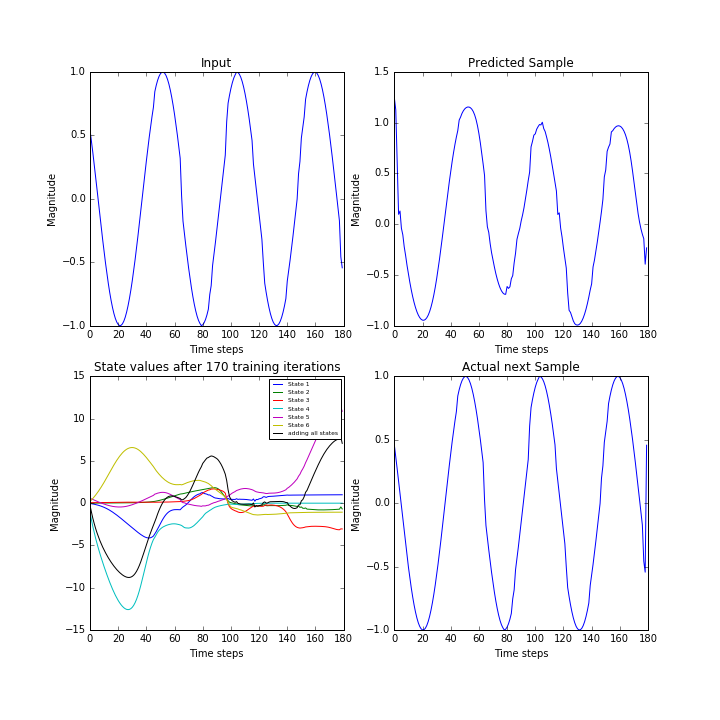 Input
Magnitude
1.0
0.5
0.0
−0.5
−1.0
0 20 40 60 80 100 120 140 160 180
Time steps
Predicted Sample
Magnitude
1.5
1.0
0.5
0.0
−0.5
−1.0
0 20 40 60 80 100 120 140 160 180
Time steps
State values after 170 training iterations
Magnitude
15
10
5
0
−5
−10
−15
State 1
State 2
State 3
State 4
State 5
State 6
adding all states
0 20 40 60 80 100 120 140 160 180
Time steps
Actual next Sample
Magnitude
1.0
0.5
0.0
−0.5
−1.0
0 20 40 60 80 100 120 140 160 180
Time steps